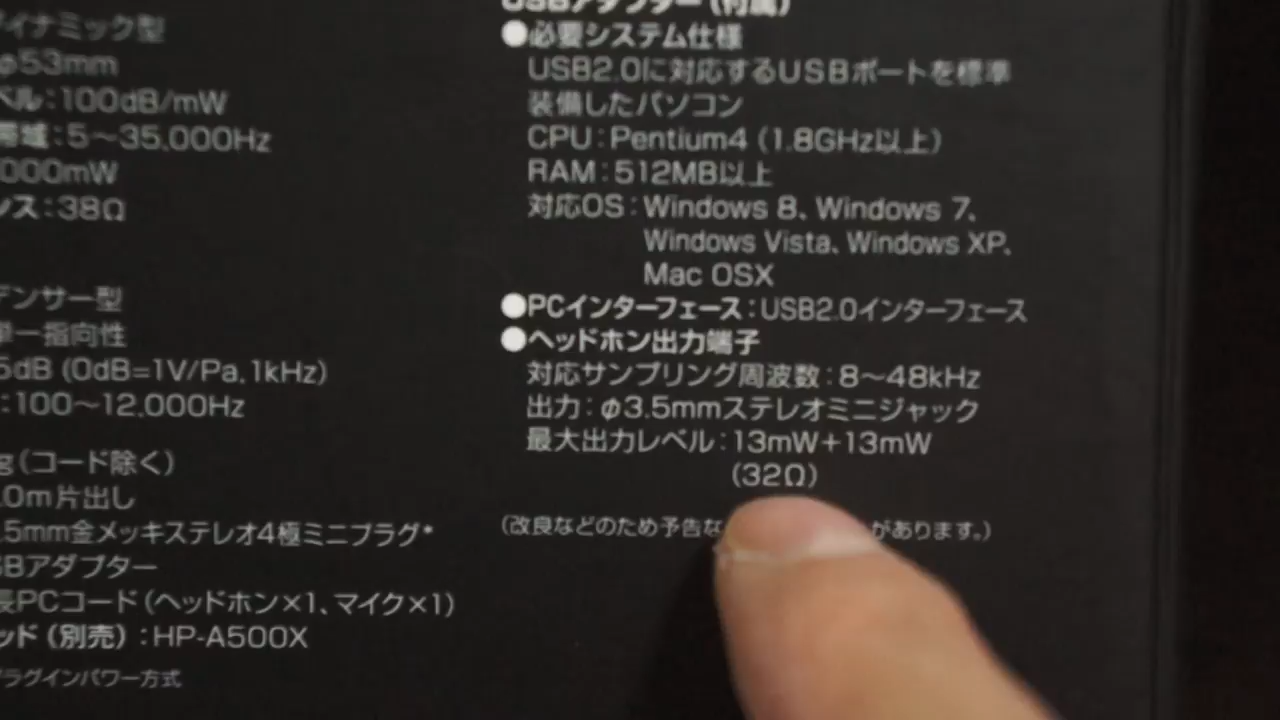 イナミック型
φ53mm
ベル：100dB/mW
帯域：5〜35,000Hz
000mW
ンス：38Ω
デンサー型
単一指向性
5dB (0dB=1V/Pa,1kHz)
：100〜12,000Hz
g（コード除く）
.0m片出し
.5mm金メッキステレオ4極ミニプラグ*
SBアダプター
長PCコード（ヘッドホン×1、マイク×1）
ッド（別売）：HP-A500X
プラグインパワー方式
USBアダプター（付属）
●必要システム仕様
USB2.0に対応するUSBポートを標準
装備したパソコン
CPU：Pentium4（1.8GHz以上）
RAM：512MB以上
対応OS：Windows 8、Windows 7、
Windows Vista、Windows XP、
Mac OSX
●PCインターフェース：USB2.0インターフェース
●ヘッドホン出力端子
対応サンプリング周波数：8〜48kHz
出力：φ3.5mmステレオミニジャック
最大出力レベル：13mW+13mW
（32Ω）
（改良などのため予告な があります。）